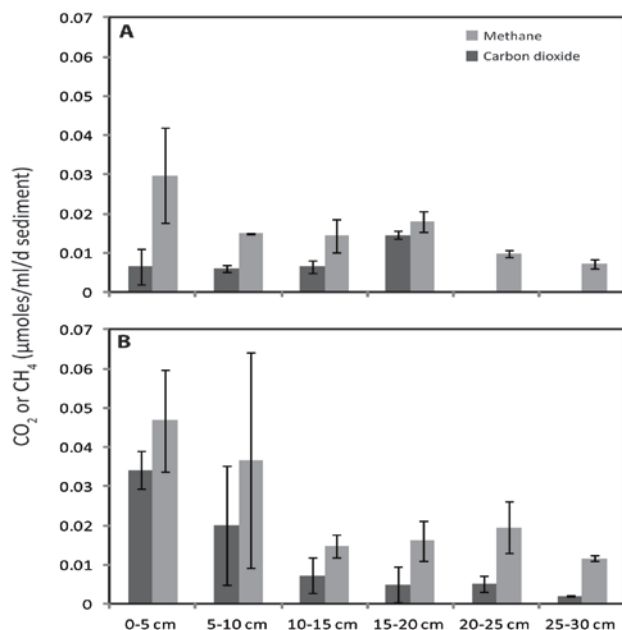 A
Methane
Carbon dioxide
0.07
0.06
0.05
0.04
0.03
0.02
0.01
0
CO₂ or CH₄ (µmoles/ml/d sediment)
B
0.07
0.06
0.05
0.04
0.03
0.02
0.01
0
0-5 cm 5-10 cm 10-15 cm 15-20 cm 20-25 cm 25-30 cm